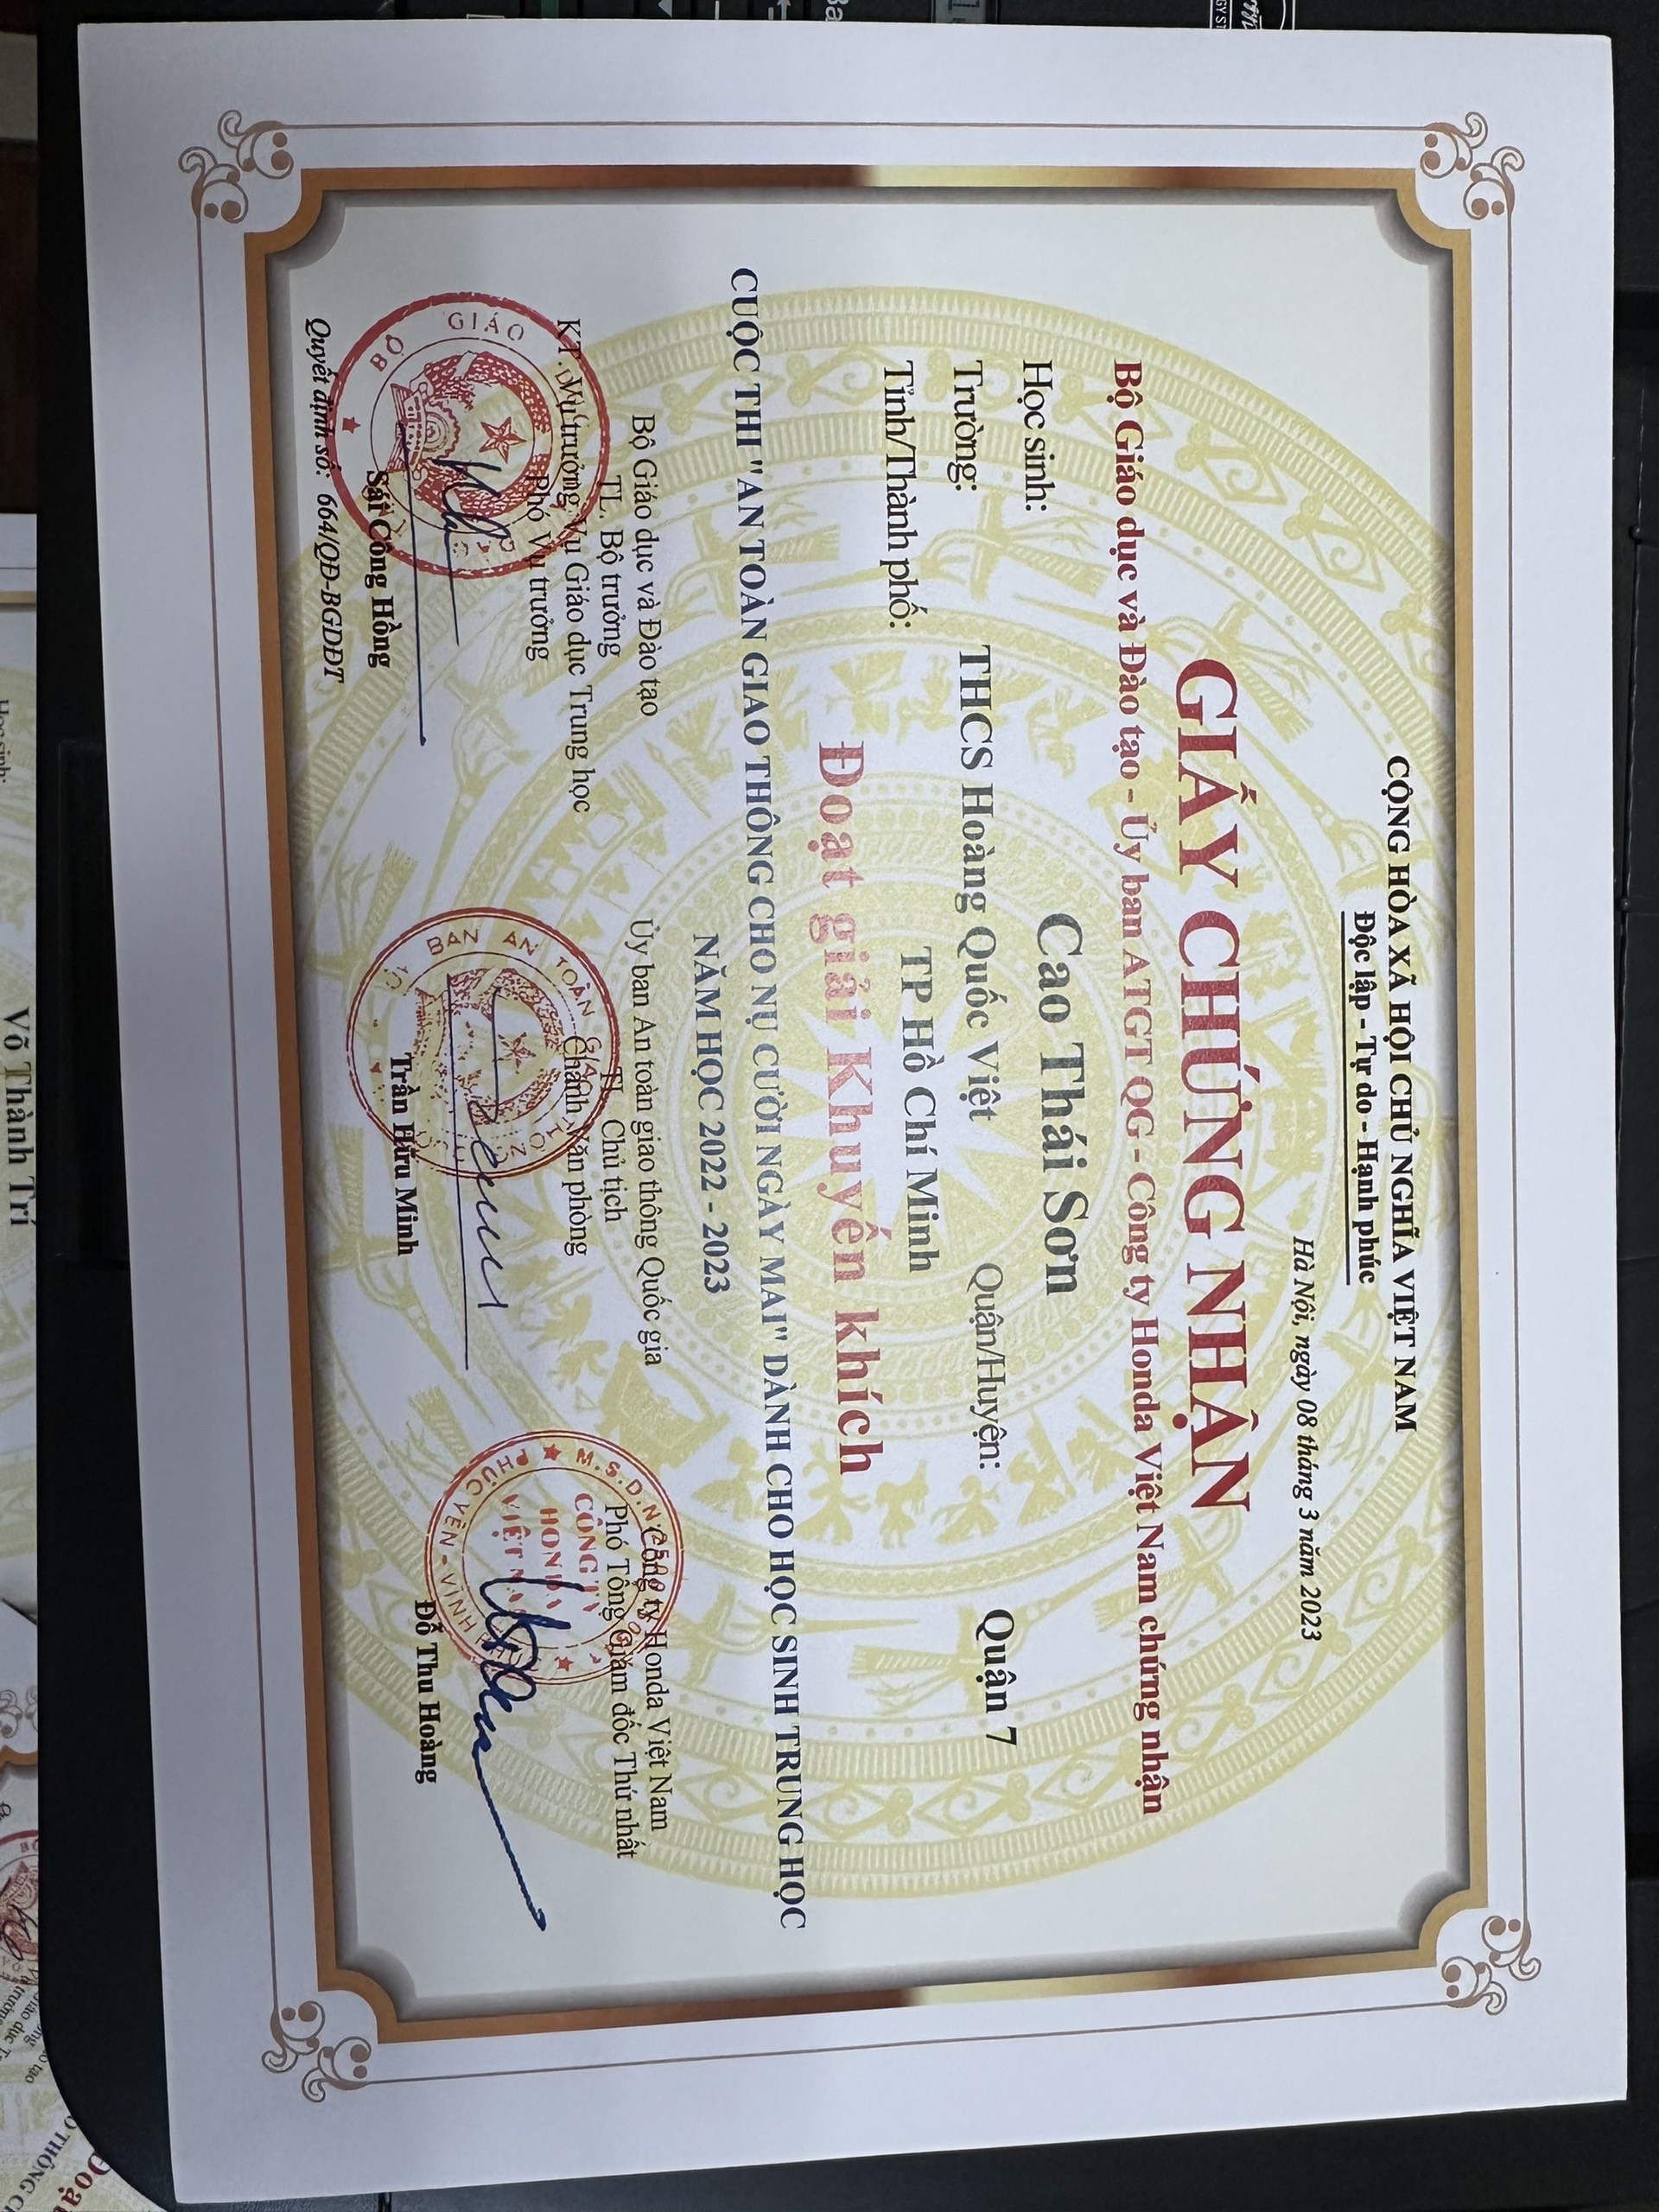 CỘNG HÒA XÃ HỘI CHỦ NGHĨA VIỆT NAM
Độc lập - Tự do - Hạnh phúc
Hà Nội, ngày 08 tháng 3 năm 2023
GIẤY CHỨNG NHẬN
Bộ Giáo dục và Đào tạo - Ủy ban ATGT QG - Công ty Honda Việt Nam chứng nhận
Học sinh: Cao Thái Sơn
Trường: THCS Hoàng Quốc Việt Quận/Huyện: Quận 7
Tỉnh/Thành phố: TP Hồ Chí Minh
Đoạt giải Khuyến khích
CUỘC THI "AN TOÀN GIAO THÔNG CHO NỤ CƯỜI NGÀY MAI" DÀNH CHO HỌC SINH TRUNG HỌC
NĂM HỌC 2022 - 2023
Bộ Giáo dục và Đào tạo
TL. Bộ trưởng
KT. Vụ trưởng Vụ Giáo dục Trung học
Phó Vụ trưởng
BỘ GIÁO DỤC ĐÀO
Sái Công Hồng
Quyết định số: 664/QĐ-BGDĐT
Ủy ban An toàn giao thông Quốc gia
TL. Chủ tịch
Chánh Văn phòng
ỦY BAN AN TOÀN GIAO THÔNG
Trần Hữu Minh
Công ty Honda Việt Nam
Phó Tổng Giám đốc Thứ nhất
CÔNG TY
HONDA
VIỆT NAM
PHÚC YÊN - VĨNH
Đỗ Thu Hoàng
Võ Thành Trí
Học sinh: